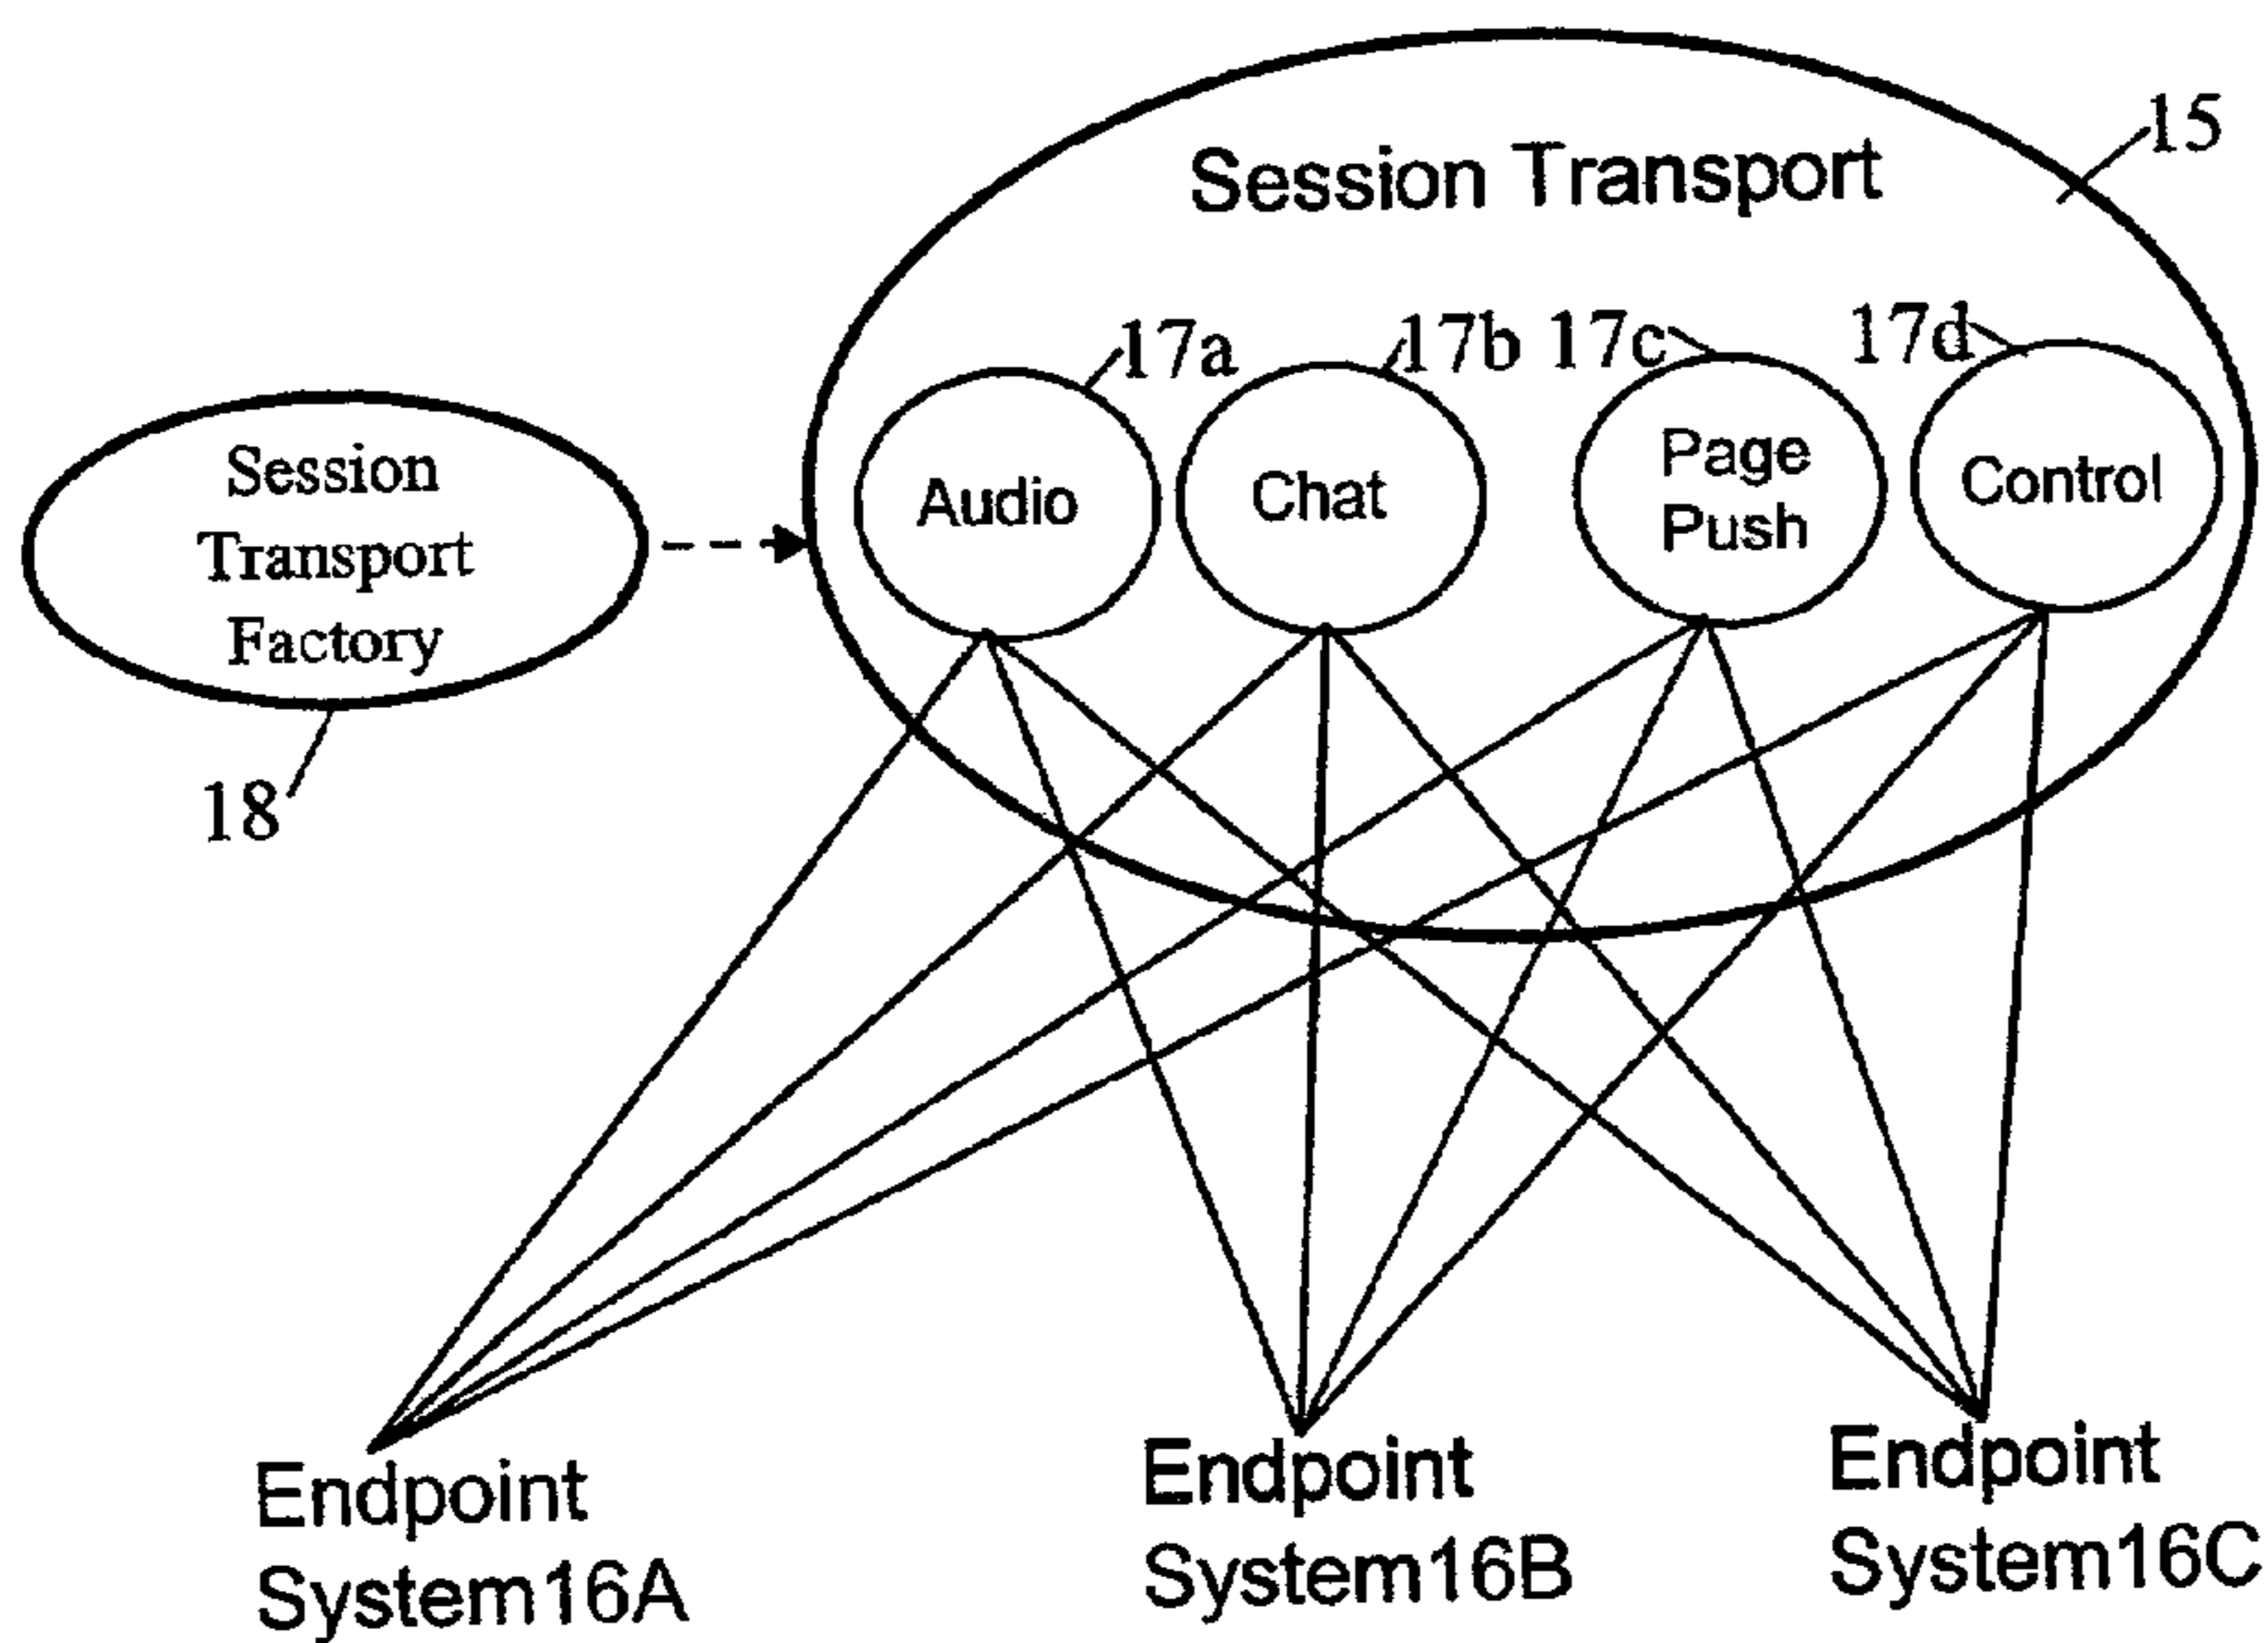 15
Session Transport
17a
17b
17c
17d
Session
Transport
Factory
Audio
Chat
Page
Push
Control
18
Endpoint
System16A
Endpoint
System16B
Endpoint
System16C